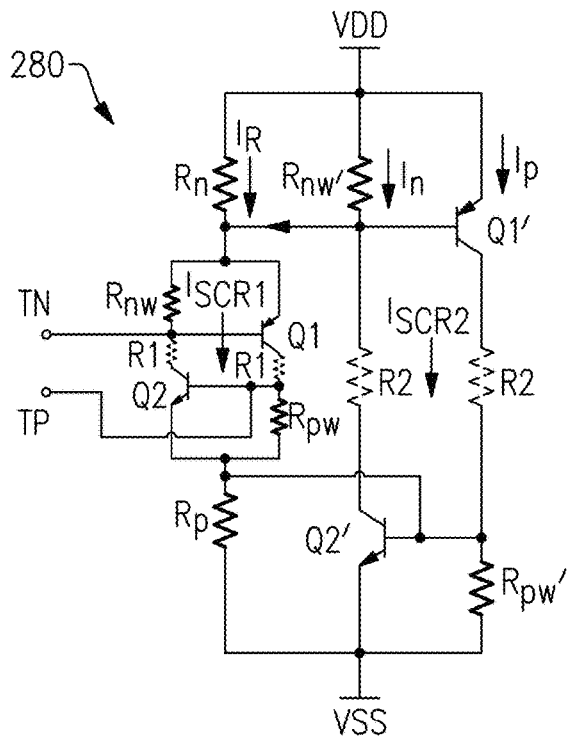 VDD
280
IR
Rn
Rnw'
In
Ip
Q1'
Rnw
ISCR1
TN
Q1
ISCR2
R1
R1
Q2
R2
R2
TP
Rpw
Rp
Q2'
Rpw'
VSS